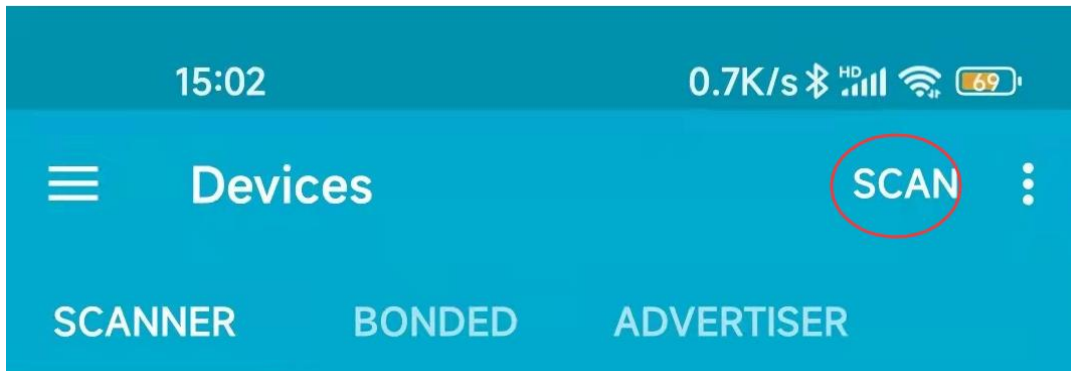 15:02 0.7K/s HD 69
Devices SCAN
SCANNER BONDED ADVERTISER